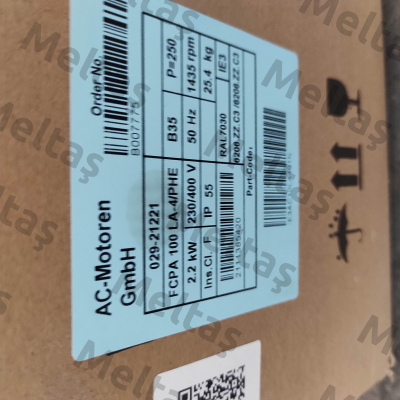 AC-Motoren
GmbH
Order-No.
B007775
029-21221
FCPA 100 LA-4/PHE
B35
P=250
2.2 kw
230/400 V
50 Hz
1435 rpm
Ins.Cl. F
IP 55
25.4 kg
RAL7030
IE3
6206.ZZ.C3 /6206.ZZ.C3
Part Code:
Meltaş